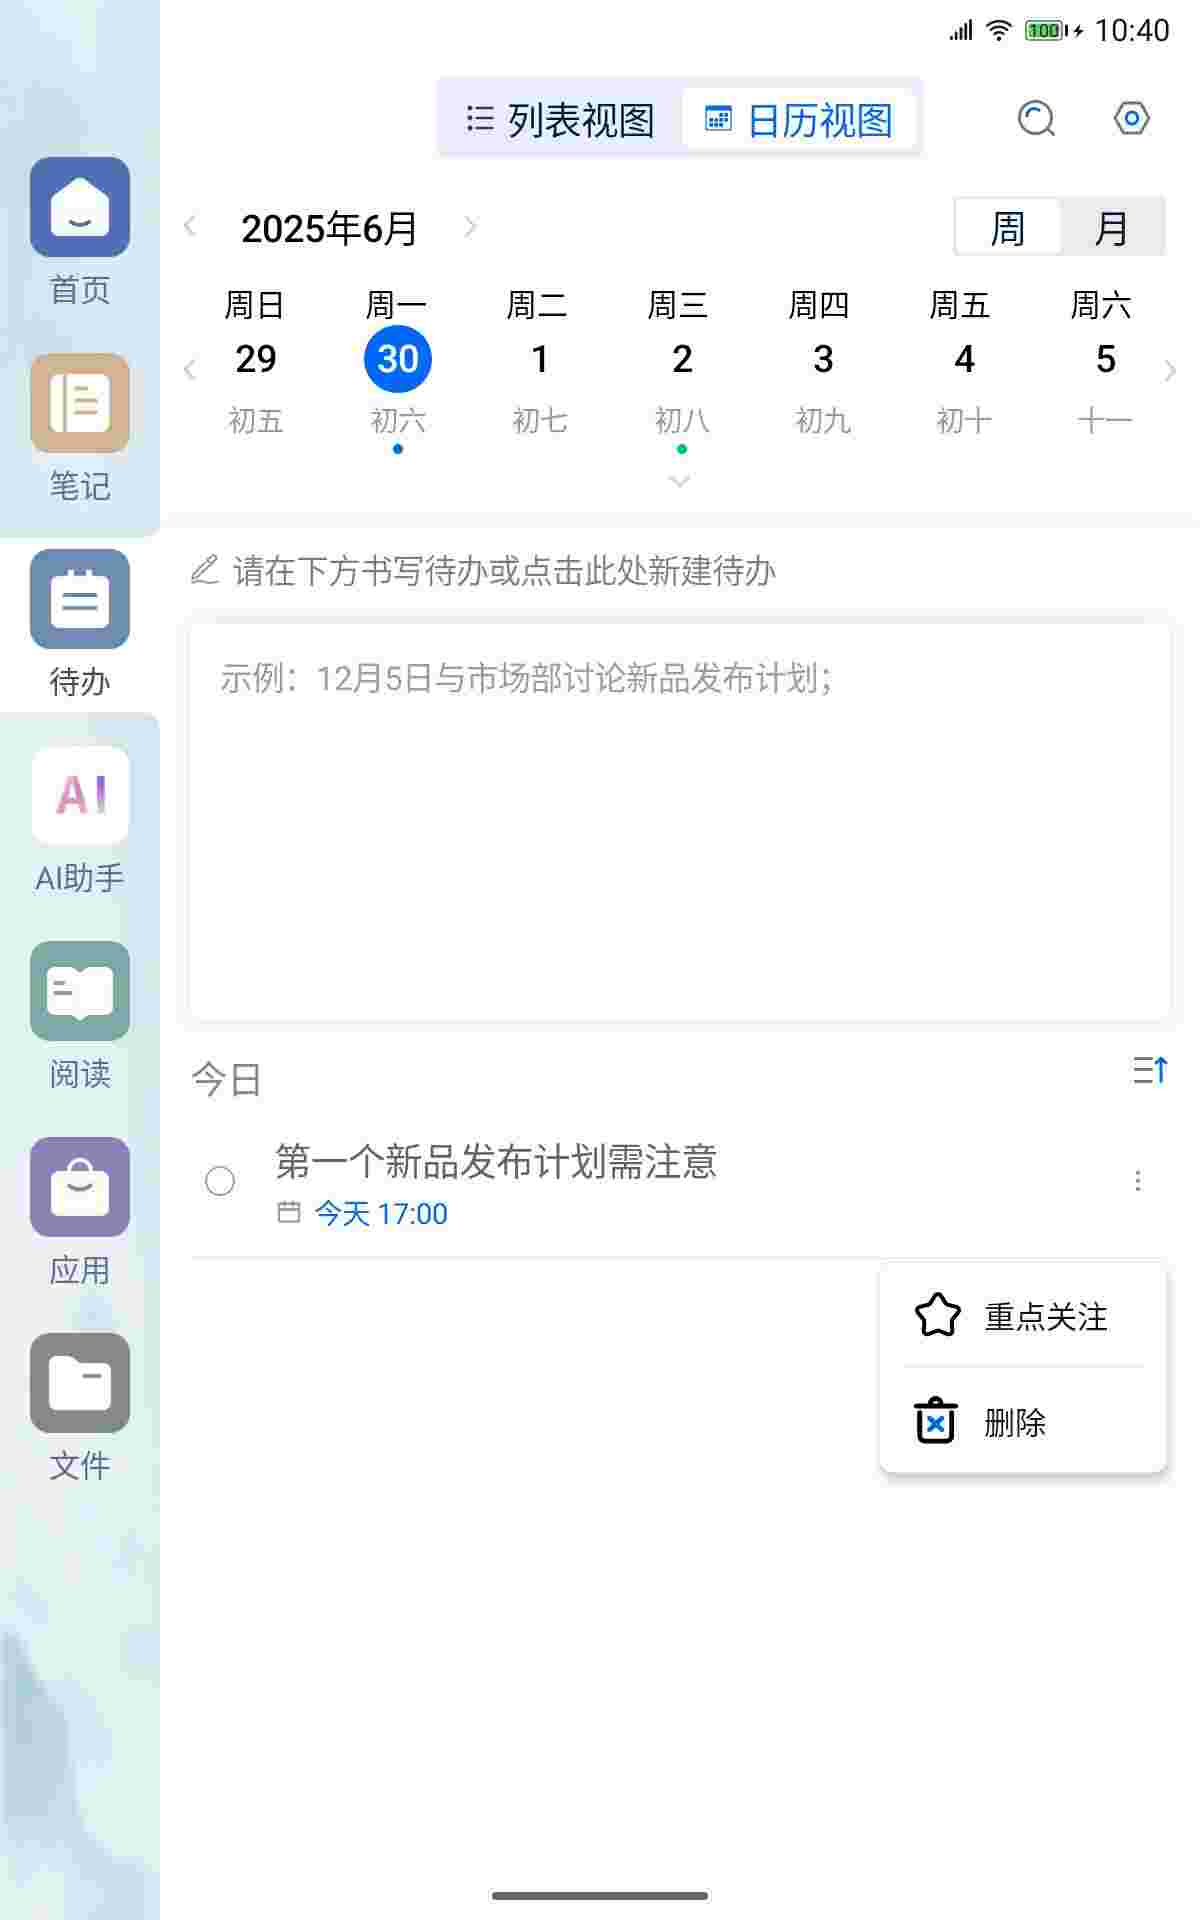 100 10:40
列表视图 日历视图
2025年6月 周 月
周日 周一 周二 周三 周四 周五 周六
29 30 1 2 3 4 5
初五 初六 初七 初八 初九 初十 十一
请在下方书写待办或点击此处新建待办
示例：12月5日与市场部讨论新品发布计划；
今日
第一个新品发布计划需注意
今天 17:00
重点关注
删除
首页
笔记
待办
AI
AI助手
阅读
应用
文件